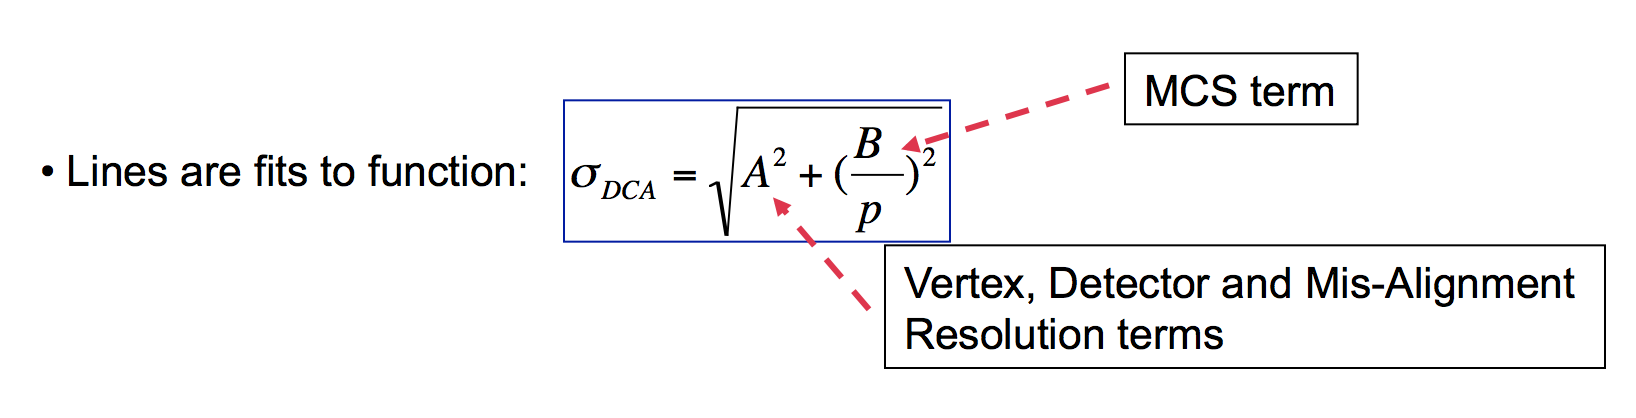 MCS term
• Lines are fits to function: σ_DCA = √(A² + (B/p)²)
Vertex, Detector and Mis-Alignment
Resolution terms